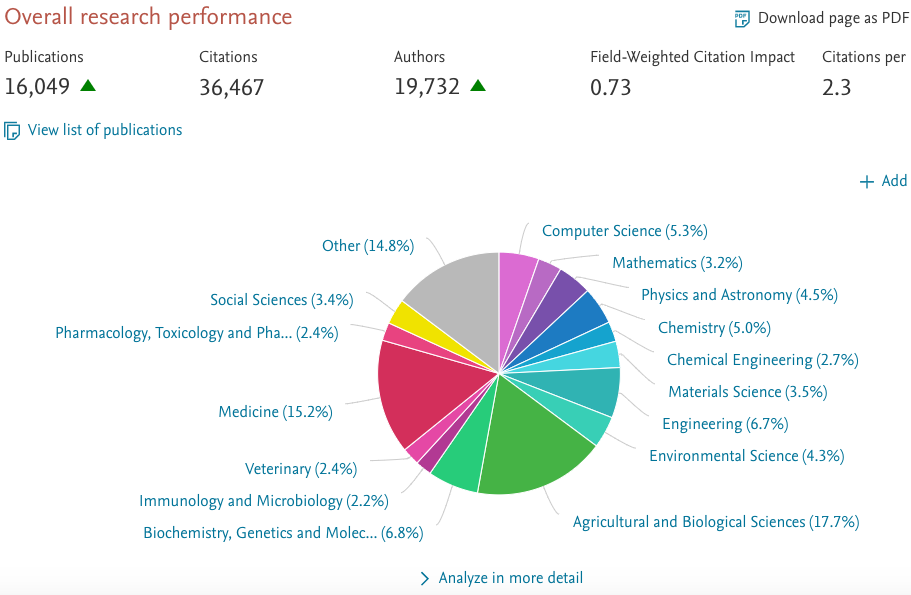 Overall research performance
PDF Download page as PDF
Publications Citations Authors Field-Weighted Citation Impact Citations per
16,049 36,467 19,732 0.73 2.3
View list of publications
+ Add
Computer Science (5.3%)
Other (14.8%)
Mathematics (3.2%)
Physics and Astronomy (4.5%)
Social Sciences (3.4%)
Chemistry (5.0%)
Pharmacology, Toxicology and Pha... (2.4%)
Chemical Engineering (2.7%)
Materials Science (3.5%)
Medicine (15.2%)
Engineering (6.7%)
Environmental Science (4.3%)
Veterinary (2.4%)
Immunology and Microbiology (2.2%)
Agricultural and Biological Sciences (17.7%)
Biochemistry, Genetics and Molec... (6.8%)
Analyze in more detail